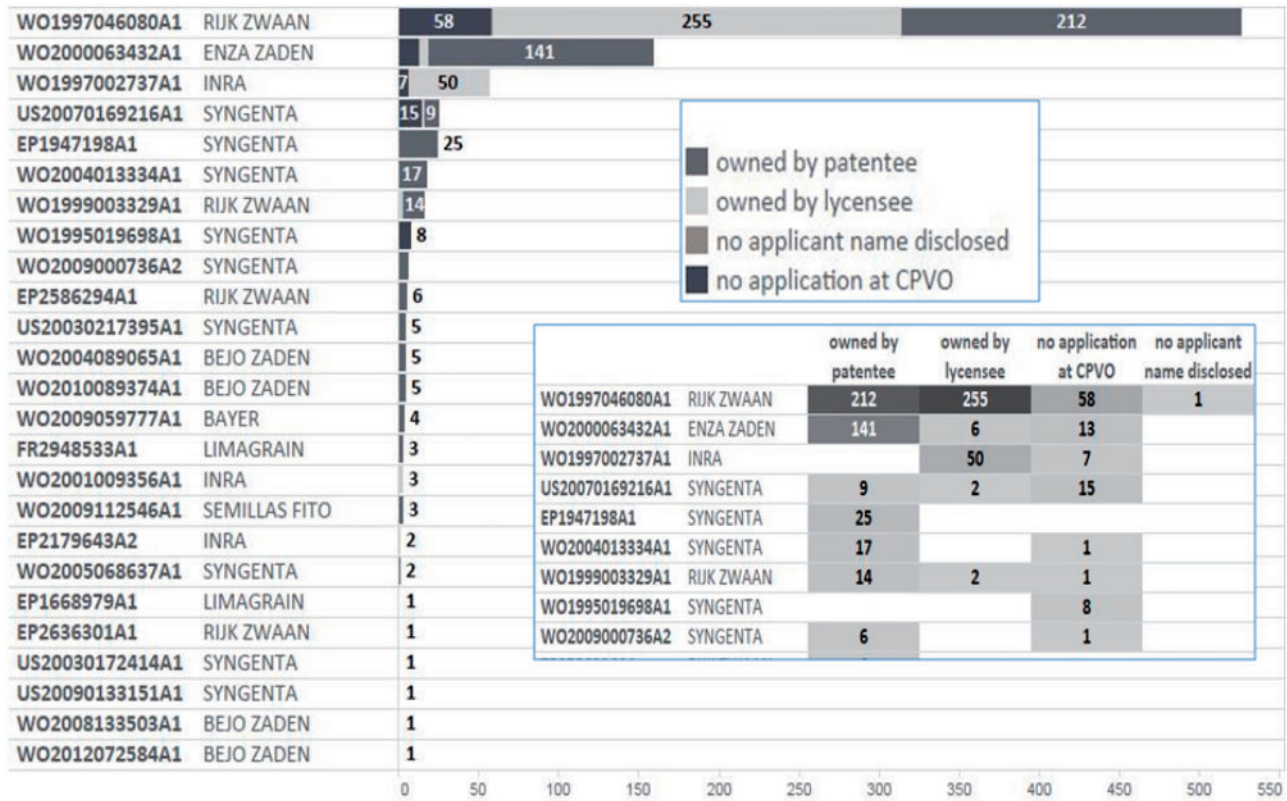 WO1997046080A1 RIJK ZWAAN 58 255 212
WO2000063432A1 ENZA ZADEN 141
WO1997002737A1 INRA 7 50
US20070169216A1 SYNGENTA 15 9
EP1947198A1 SYNGENTA 25
WO2004013334A1 SYNGENTA 17
WO1999003329A1 RIJK ZWAAN 14
WO1995019698A1 SYNGENTA 8
WO2009000736A2 SYNGENTA
EP2586294A1 RIJK ZWAAN 6
US20030217395A1 SYNGENTA 5
WO2004089065A1 BEJO ZADEN 5
WO2010089374A1 BEJO ZADEN 5
WO2009059777A1 BAYER 4
FR2948533A1 LIMAGRAIN 3
WO2001009356A1 INRA 3
WO2009112546A1 SEMILLAS FITO 3
EP2179643A2 INRA 2
WO2005068637A1 SYNGENTA 2
EP1668979A1 LIMAGRAIN 1
EP2636301A1 RIJK ZWAAN 1
US20030172414A1 SYNGENTA 1
US20090133151A1 SYNGENTA 1
WO2008133503A1 BEJO ZADEN 1
WO2012072584A1 BEJO ZADEN 1
0 50 100 150 200 250 300 350 400 450 500 550
owned by patentee
owned by lycensee
no applicant name disclosed
no application at CPVO
owned by owned by no application no applicant
patentee lycensee at CPVO name disclosed
WO1997046080A1 RIJK ZWAAN 212 255 58 1
WO2000063432A1 ENZA ZADEN 141 6 13
WO1997002737A1 INRA 50 7
US20070169216A1 SYNGENTA 9 2 15
EP1947198A1 SYNGENTA 25
WO2004013334A1 SYNGENTA 17 1
WO1999003329A1 RIJK ZWAAN 14 2 1
WO1995019698A1 SYNGENTA 8
WO2009000736A2 SYNGENTA 6 1